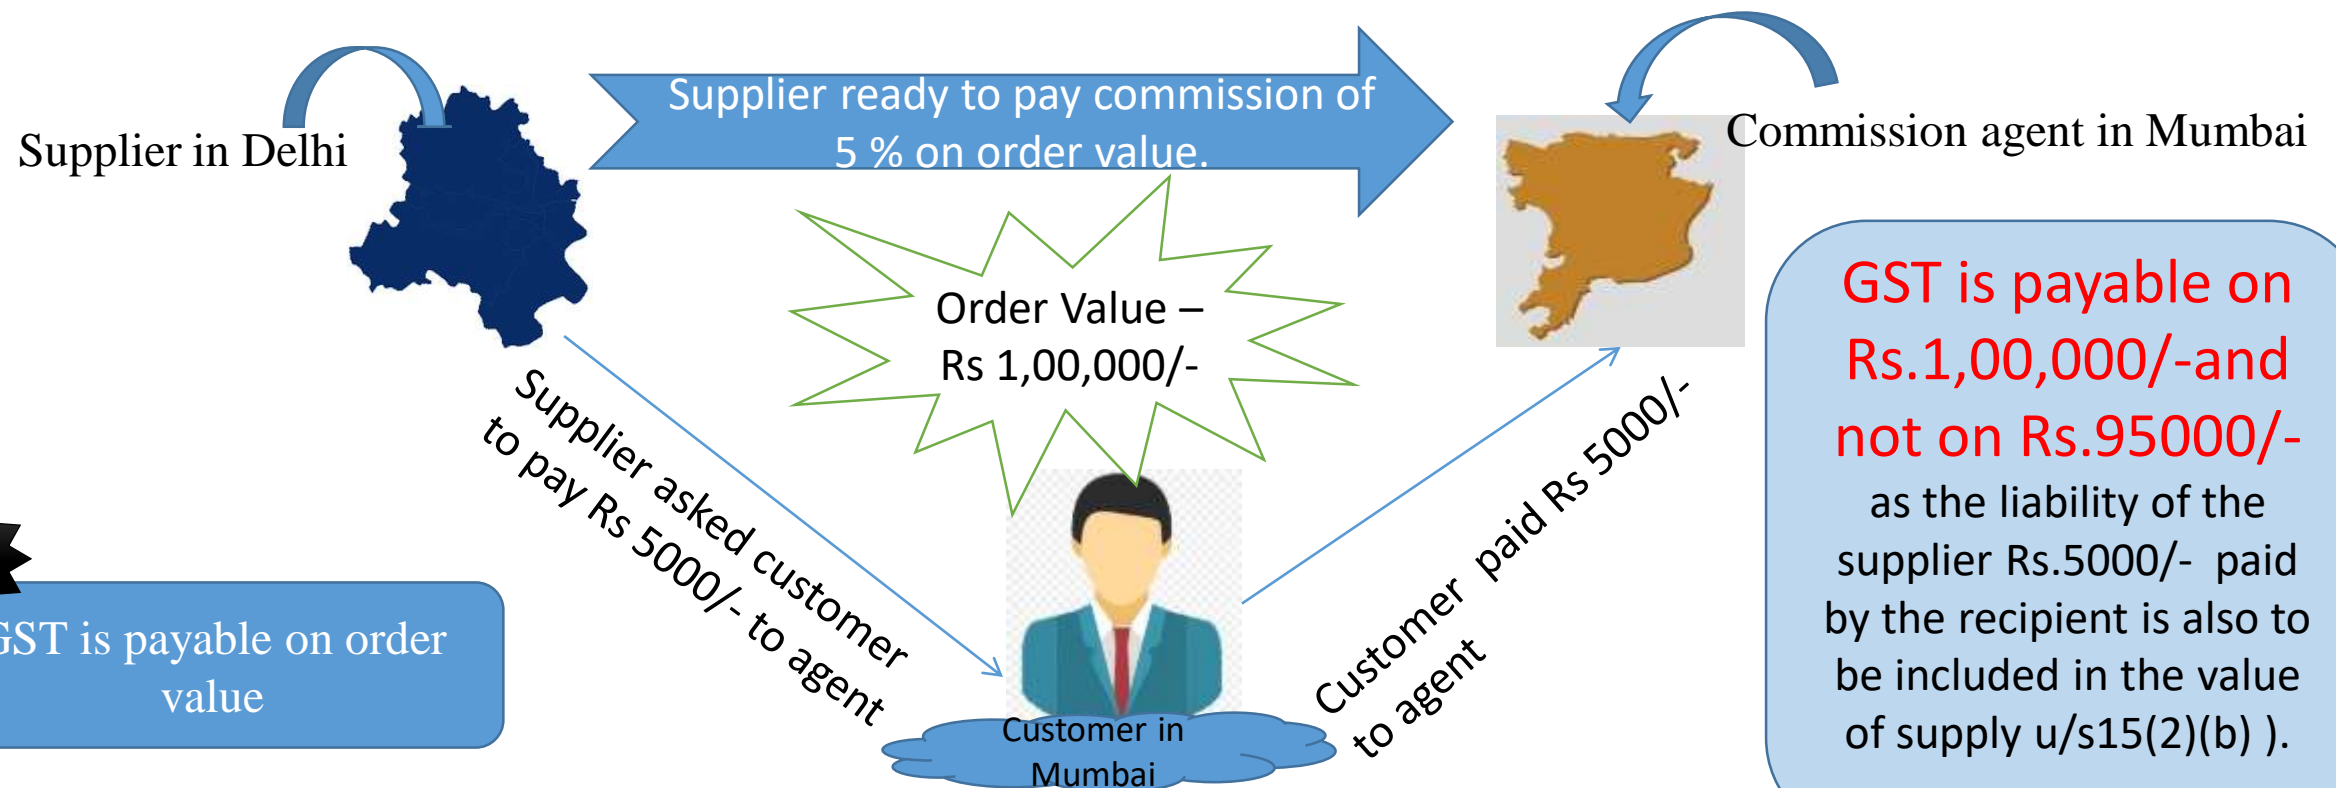 Supplier in Delhi
Supplier ready to pay commission of
5 % on order value.
Commission agent in Mumbai
Order Value –
Rs 1,00,000/-
Supplier asked customer
to pay Rs 5000/- to agent
Customer paid Rs 5000/-
to agent
Customer in
Mumbai
GST is payable on order
value
GST is payable on
Rs.1,00,000/-and
not on Rs.95000/-
as the liability of the
supplier Rs.5000/- paid
by the recipient is also to
be included in the value
of supply u/s15(2)(b) ).